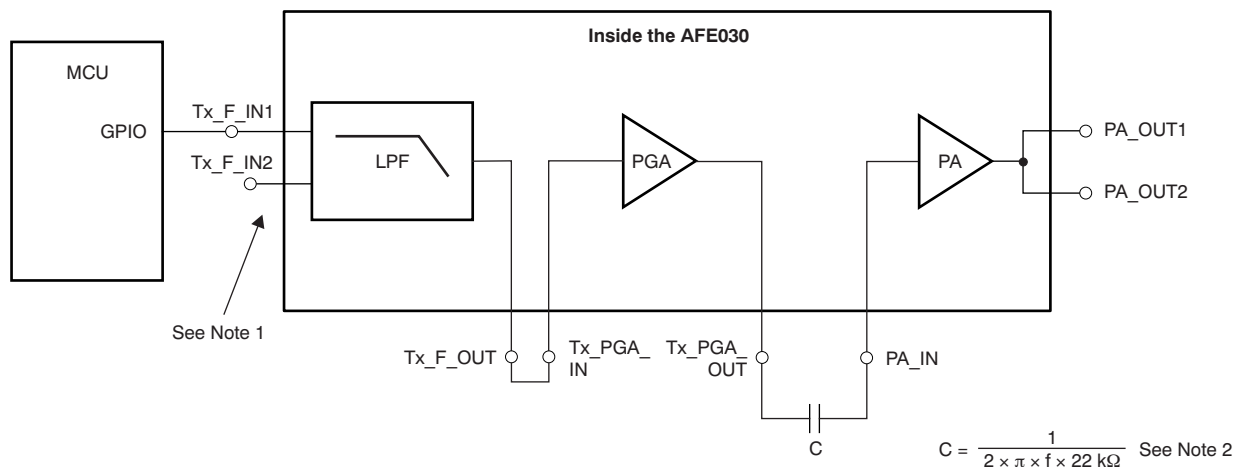 Inside the AFE030
MCU
GPIO
Tx_F_IN1
Tx_F_IN2
LPF
PGA
PA
PA_OUT1
PA_OUT2
See Note 1
Tx_F_OUT
Tx_PGA_
IN
Tx_PGA_
OUT
PA_IN
C
C = 1 / 2 × π × f × 22 kΩ See Note 2